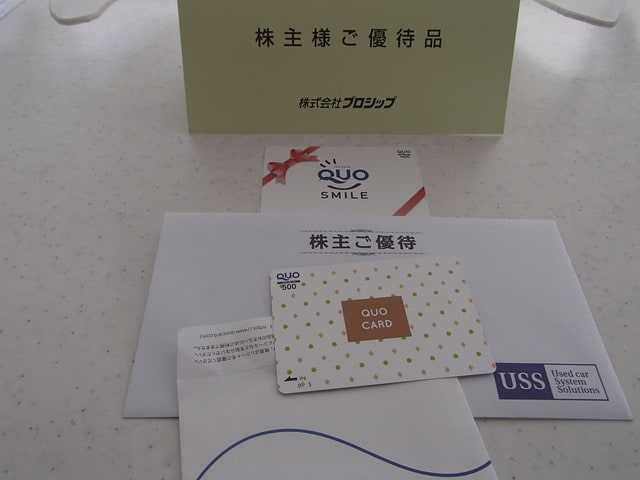 株主様ご優待品
株式会社プロシップ
QUO
QUO
SMILE
株主ご優待
QUO
500
QUO
CARD
USS
Used car
System
Solutions